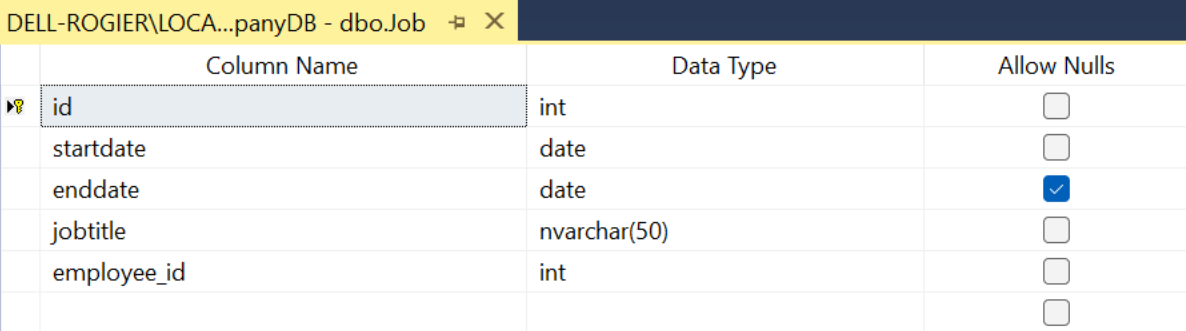 DELL-ROGIER\LOCA...panyDB - dbo.Job
Column Name Data Type Allow Nulls
id int
startdate date
enddate date
jobtitle nvarchar(50)
employee_id int